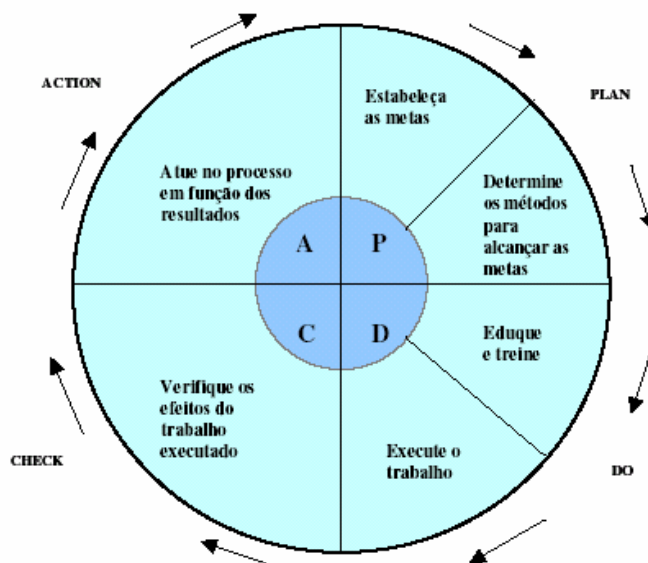 ACTION
PLAN
Estabeleça
as metas
Atue no processo
em função dos
resultados
Determine
os métodos
para
alcançar as
metas
A
P
C
D
Eduque
e treine
Verifique os
efeitos do
trabalho
executado
Execute o
trabalho
CHECK
DO